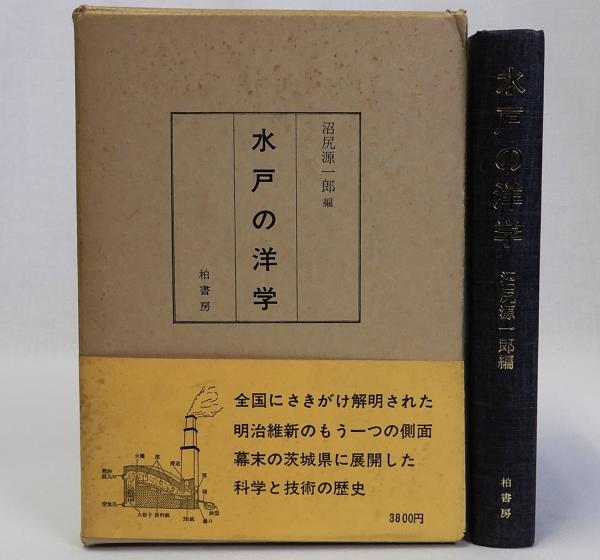 沼尻源一郎 編
水戸の洋学
柏書房
全国にさきがけ解明された
明治維新のもう一つの側面
幕末の茨城県に展開した
科学と技術の歴史
3800円
空気孔
水戸の洋学
沼尻源一郎編
柏書房